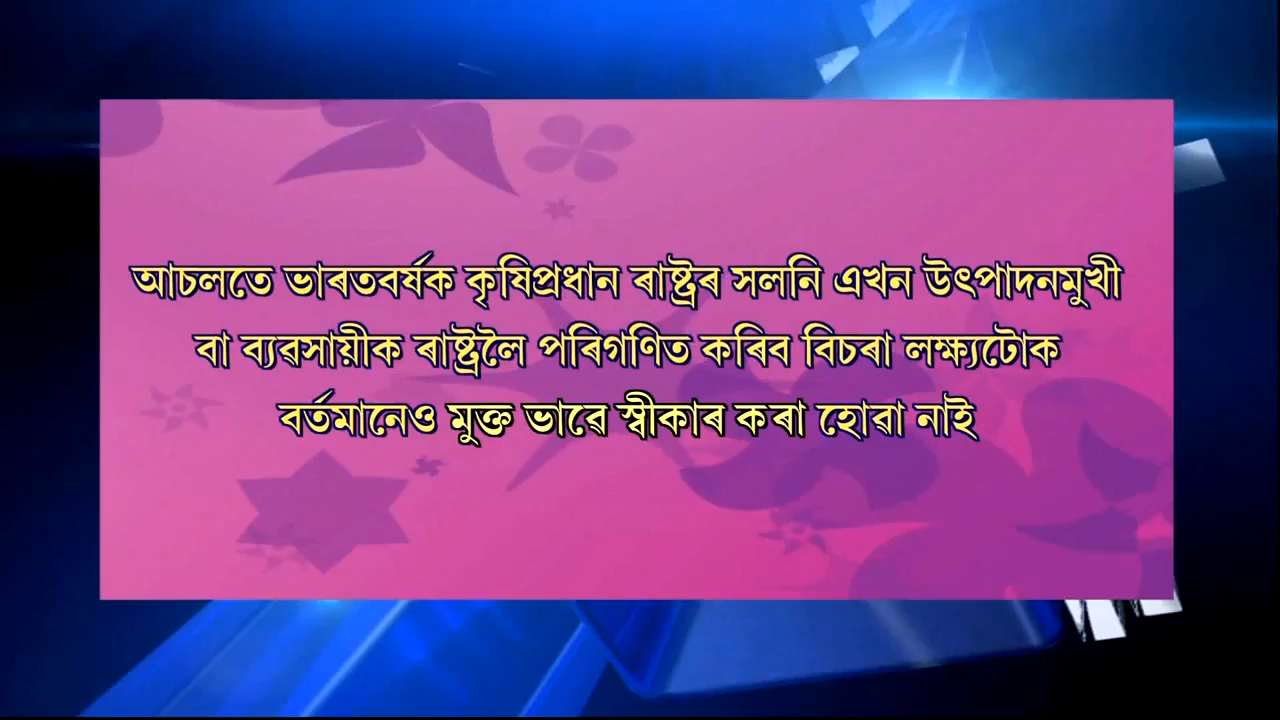 আচলতে ভাৰতবৰ্ষক কৃষিপ্ৰধান ৰাষ্ট্ৰৰ সলনি এখন উৎপাদনমুখী
বা ব্যৱসায়ীক ৰাষ্ট্ৰলৈ পৰিগণিত কৰিব বিচৰা লক্ষ্যটোক
বৰ্তমানেও মুক্ত ভাৱে স্বীকাৰ কৰা হোৱা নাই